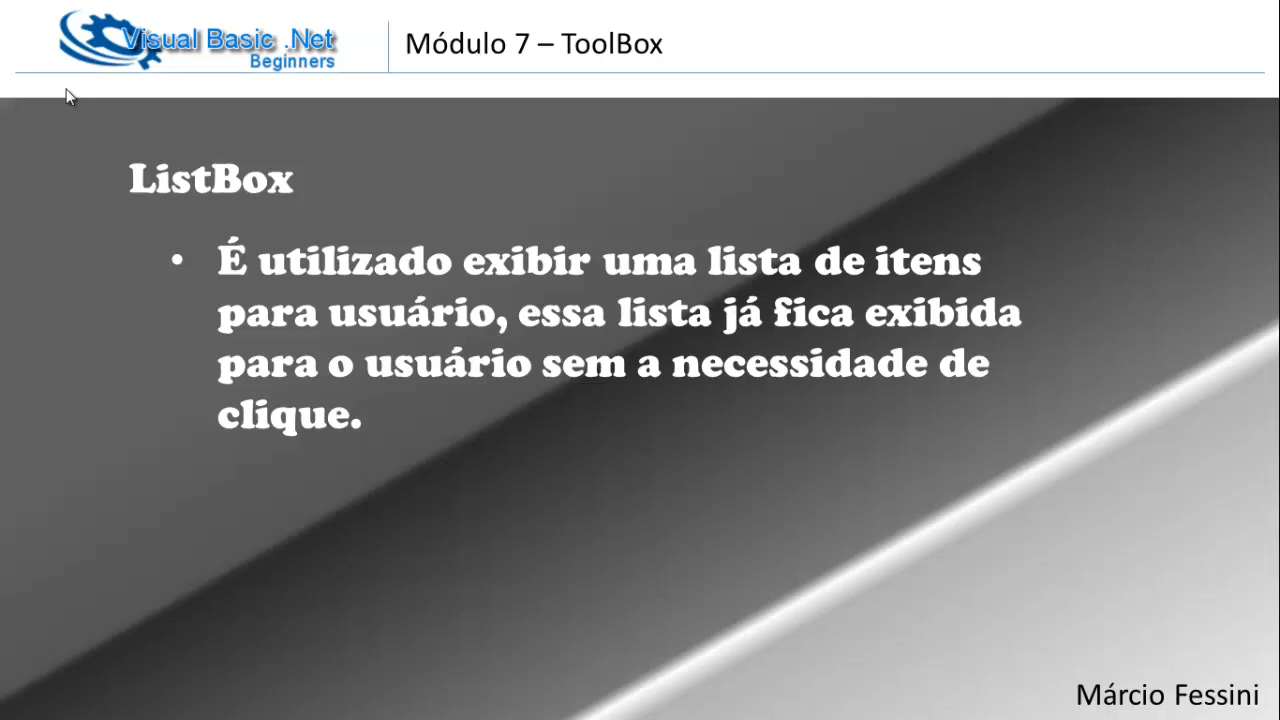 Visual Basic .Net
Beginners
Módulo 7 – ToolBox
ListBox
• É utilizado exibir uma lista de itens
para usuário, essa lista já fica exibida
para o usuário sem a necessidade de
clique.
Márcio Fessini